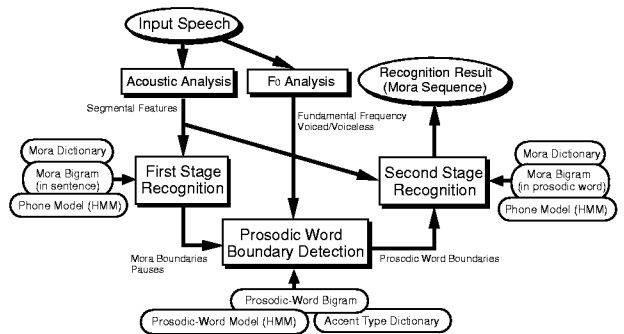 Input Speech
Acoustic Analysis
F0 Analysis
Recognition Result
(Mora Sequence)
Segmental Features
Fundamental Frequency
Voiced/Voiceless
Mora Dictionary
Mora Bigram
(in sentence)
Phone Model (HMM)
First Stage
Recognition
Second Stage
Recognition
Mora Dictionary
Mora Bigram
(in prosodic word)
Phone Model (HMM)
Mora Boundaries
Pauses
Prosodic Word
Boundary Detection
Prosodic Word Boundaries
Prosodic-Word Bigram
Prosodic-Word Model (HMM)
Accent Type Dictionary